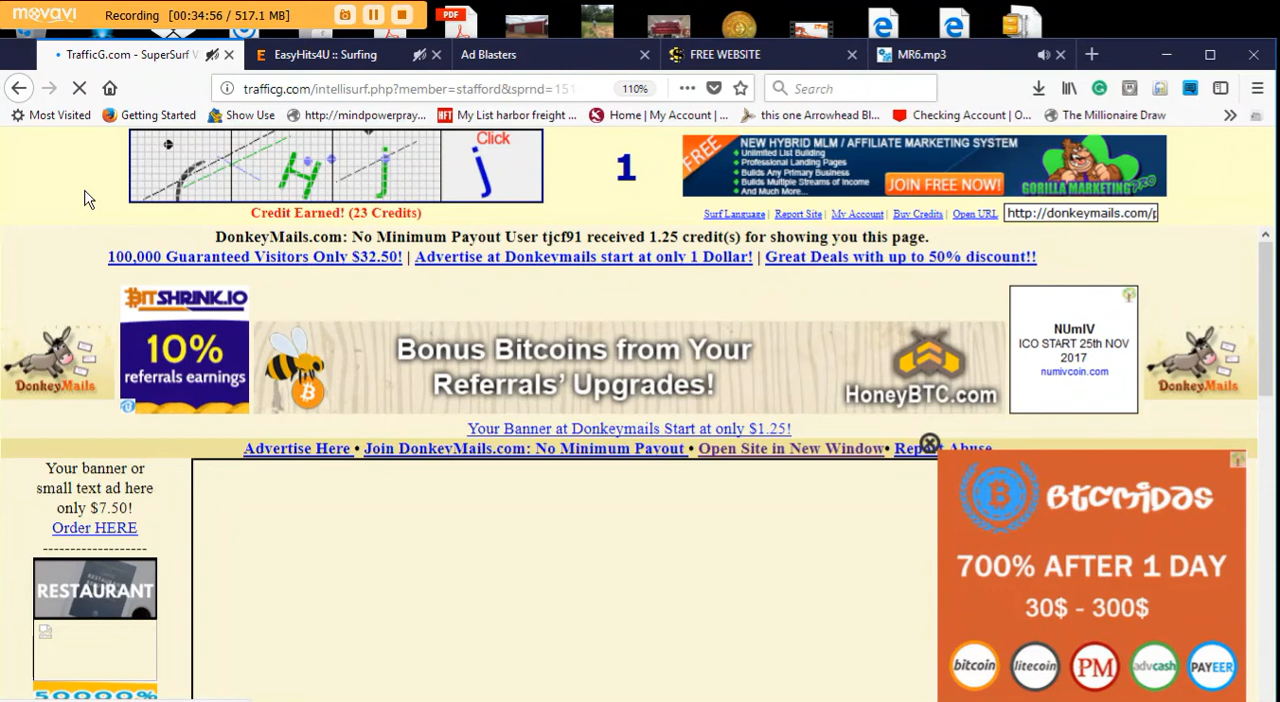 movavi Recording [00:34:56 / 517.1 MB]
PDF
TrafficG.com - SuperSurf V
EasyHits4U :: Surfing
Ad Blasters
FREE WEBSITE
MR6.mp3
trafficg.com/intellisurf.php?member=stafford&sprnd=151
110%
Search
Most Visited
Getting Started
Show Use
http://mindpowerpray...
HFT My List harbor freight ...
Home | My Account |...
this one Arrowhead Bl...
Checking Account | O...
The Millionaire Draw
H j
Click
j
1
FREE
NEW HYBRID MLM / AFFILIATE MARKETING SYSTEM
Unlimited List Building
Professional Landing Pages
Builds Any Primary Business
Builds Multiple Streams of Income
And Much More...
JOIN FREE NOW!
GORILLA MARKETING PRO
Credit Earned! (23 Credits)
Surf Language | Report Site | My Account | Buy Credits | Open URL
http://donkeymails.com/p
DonkeyMails.com: No Minimum Payout User tjcf91 received 1.25 credit(s) for showing you this page.
100,000 Guaranteed Visitors Only $32.50! | Advertise at Donkeymails start at only 1 Dollar! | Great Deals with up to 50% discount!!
DonkeyMails
BITSHRINK.IO
10%
referrals earnings
Bonus Bitcoins from Your
Referrals' Upgrades!
HoneyBTC.com
NUmIV
ICO START 25th NOV
2017
numivcoin.com
DonkeyMails
Your Banner at Donkeymails Start at only $1.25!
Advertise Here • Join DonkeyMails.com: No Minimum Payout • Open Site in New Window• Report Abuse
Your banner or
small text ad here
only $7.50!
Order HERE
-------------------
RESTAURANT
50000%
BTCMIDAS
700% AFTER 1 DAY
30$ - 300$
bitcoin
litecoin
PM
advcash
PAYEER